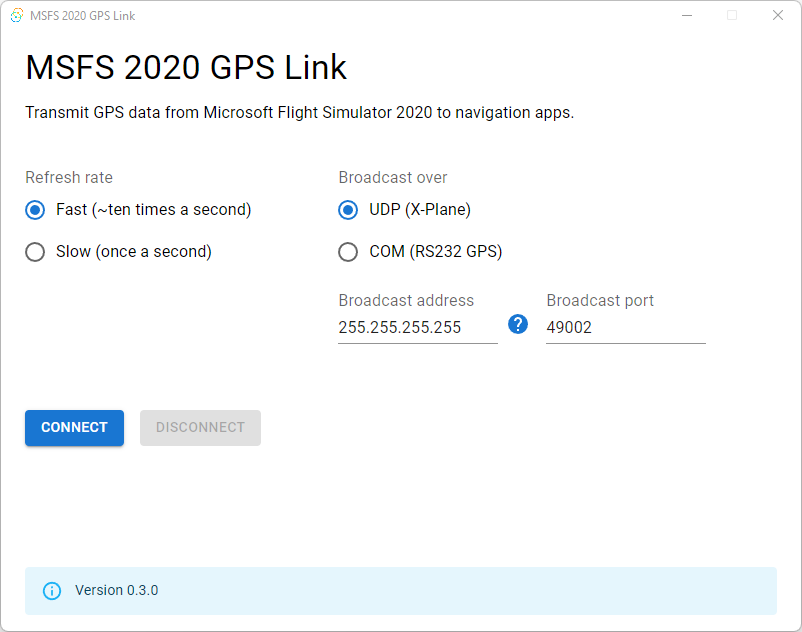 MSFS 2020 GPS Link
MSFS 2020 GPS Link
Transmit GPS data from Microsoft Flight Simulator 2020 to navigation apps.
Refresh rate
Fast (~ten times a second)
Slow (once a second)
Broadcast over
UDP (X-Plane)
COM (RS232 GPS)
Broadcast address
255.255.255.255
?
Broadcast port
49002
CONNECT
DISCONNECT
Version 0.3.0